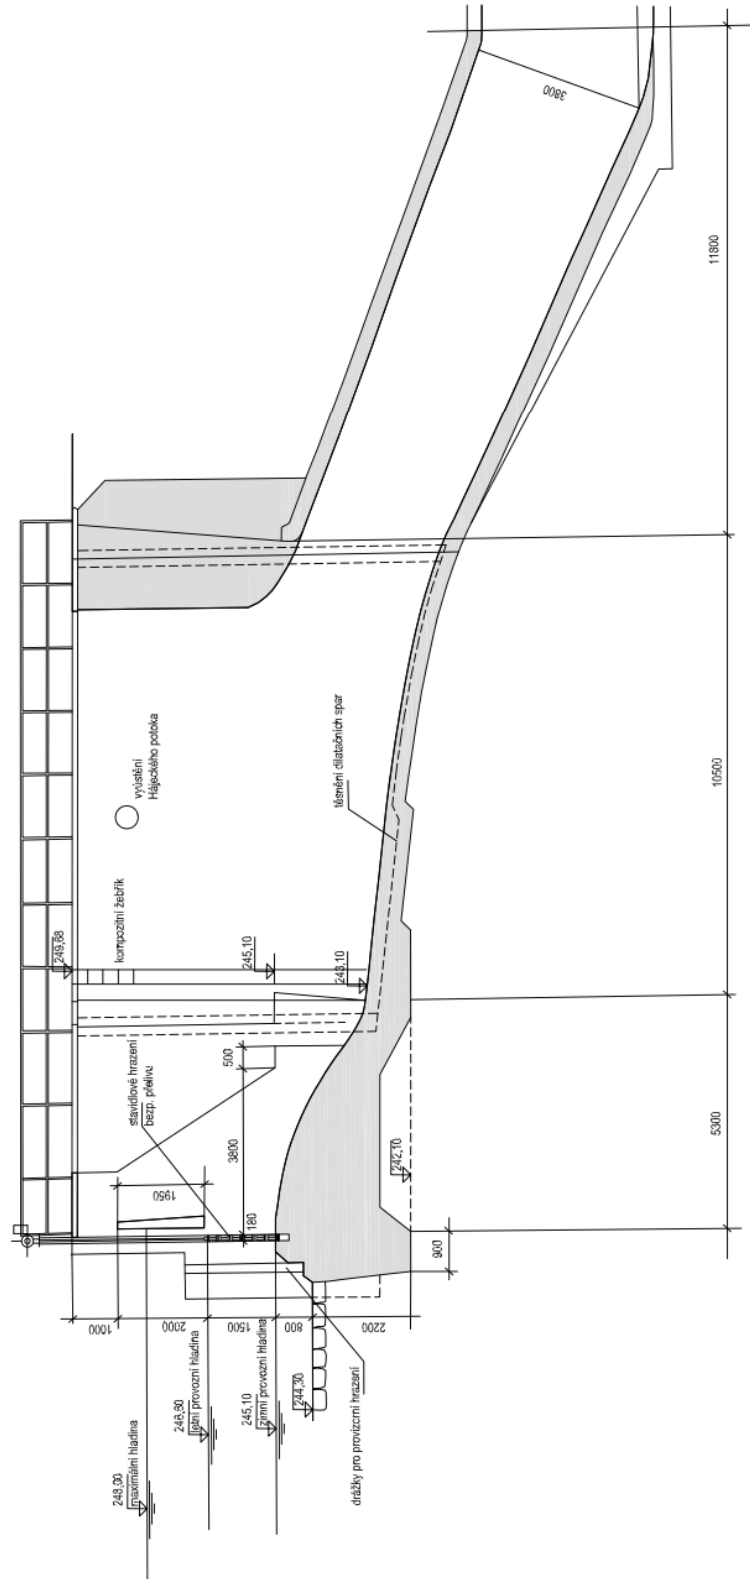 248,00
maximální hladina
246,60
letní provozní hladina
245,10
zimní provozní hladina
244,30
drážky pro provizorní hrazení
1000
2000
1500
800
2200
900
1950
180
3800
500
stavidlové hrazení
bezp. přelivu
242,10
249,68
245,10
243,10
kompozitní žebřík
vyústění
Háječkého potoka
těsnění dilatačních spar
5300
10500
11800
3800